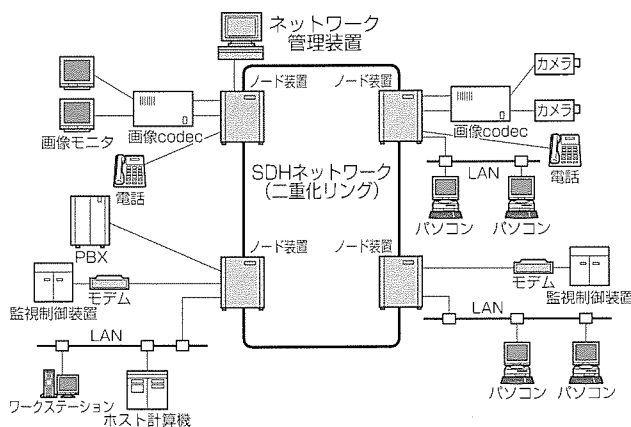 ネットワーク
管理装置
ノード装置
ノード装置
カメラ
カメラ
画像モニタ
画像codec
画像codec
電話
電話
LAN
パソコン
パソコン
SDHネットワーク
(二重化リング)
PBX
ノード装置
ノード装置
監視制御装置
モデム
モデム
監視制御装置
LAN
LAN
ワークステーション
ホスト計算機
パソコン
パソコン